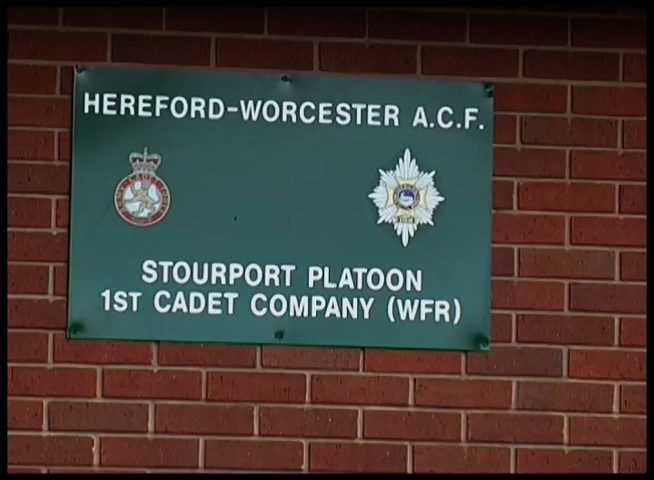 HEREFORD-WORCESTER A.C.F.
STOURPORT PLATOON
1ST CADET COMPANY (WFR)